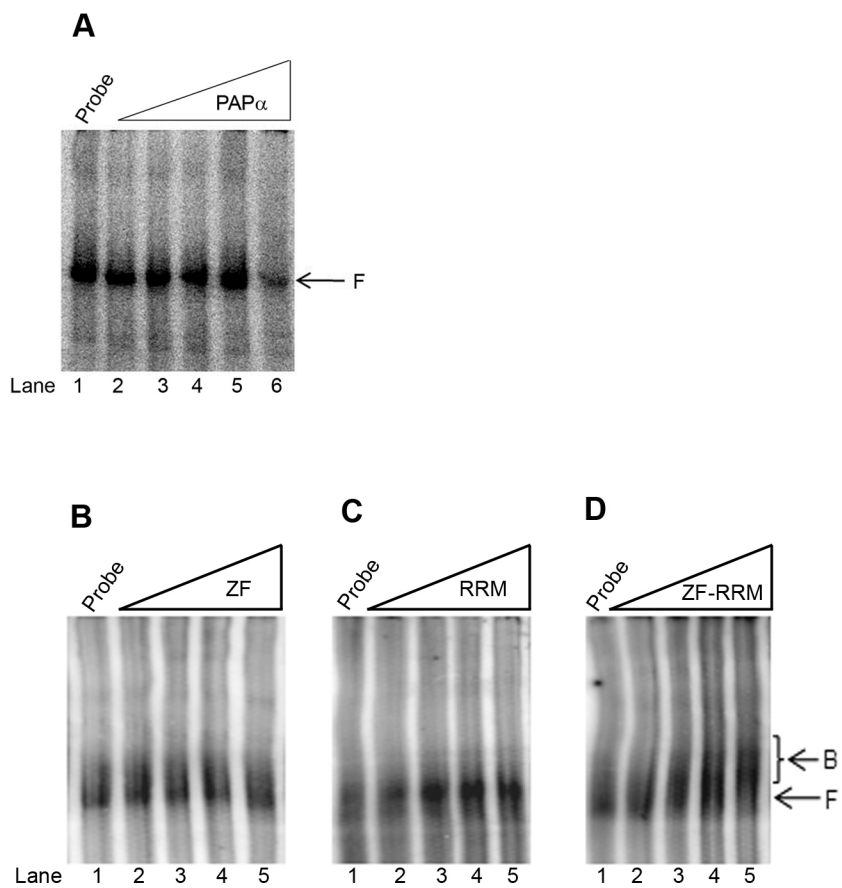 A
Probe
PAPα
F
Lane 1 2 3 4 5 6
B C D
Probe ZF Probe RRM Probe ZF-RRM
B
F
Lane 1 2 3 4 5 1 2 3 4 5 1 2 3 4 5